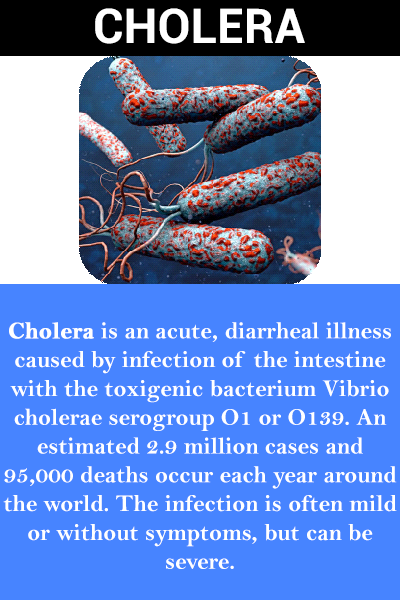 CHOLERA
Cholera is an acute, diarrheal illness
caused by infection of the intestine
with the toxigenic bacterium Vibrio
cholerae serogroup O1 or O139. An
estimated 2.9 million cases and
95,000 deaths occur each year around
the world. The infection is often mild
or without symptoms, but can be
severe.